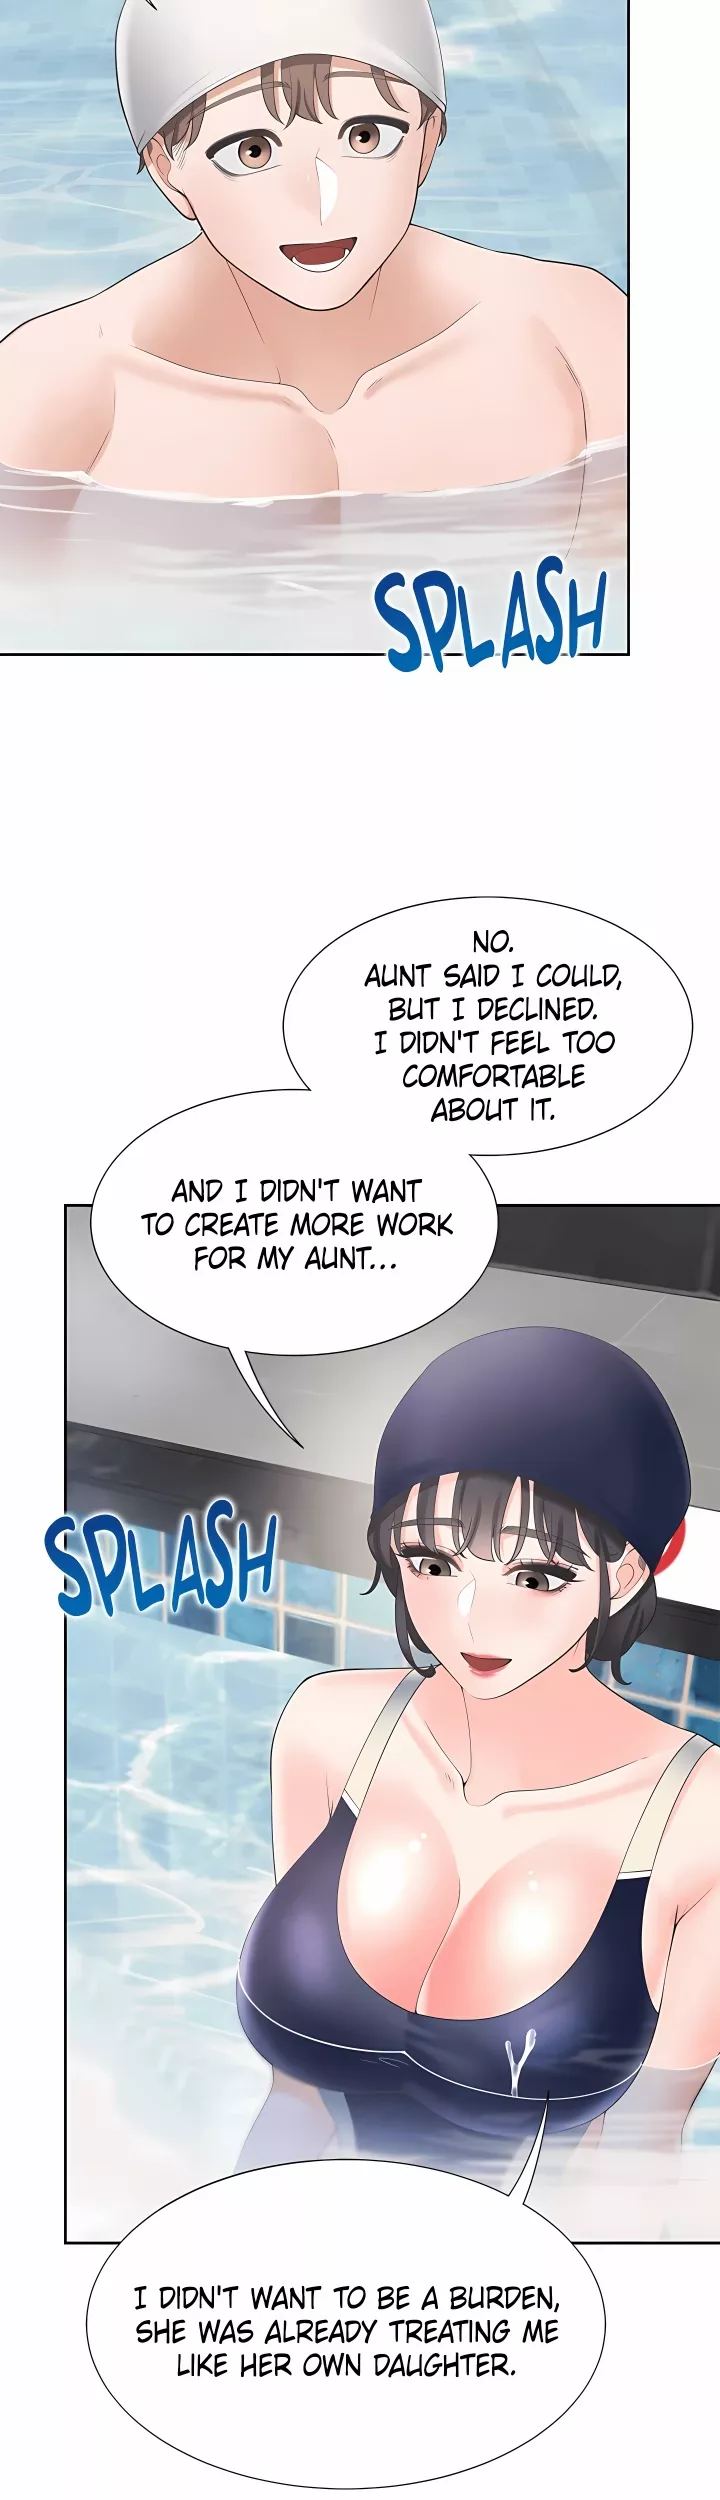 SPLASH
NO.
AUNT SAID I COULD,
BUT I DECLINED.
I DIDN'T FEEL TOO
COMFORTABLE
ABOUT IT.
AND I DIDN'T WANT
TO CREATE MORE WORK
FOR MY AUNT...
SPLASH
I DIDN'T WANT TO BE A BURDEN,
SHE WAS ALREADY TREATING ME
LIKE HER OWN DAUGHTER.